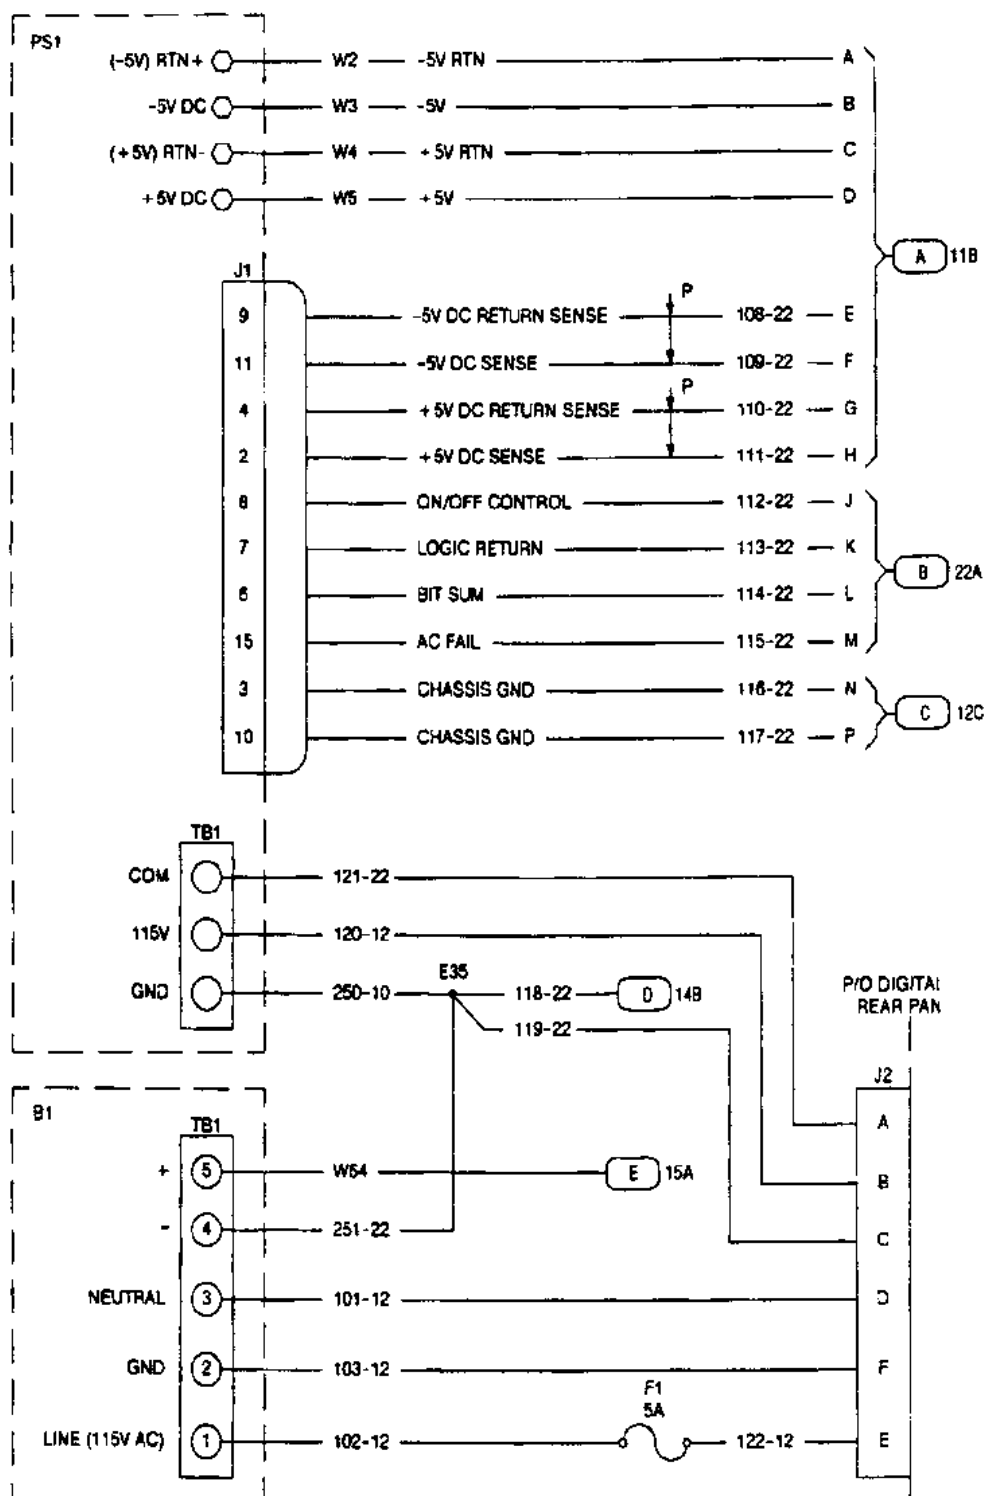 PS1
(-5V) RTN+ W2 -5V RTN A
-5V DC W3 -5V B
(+5V) RTN- W4 +5V RTN C
+5V DC W5 +5V D
A 11B
J1
P
9 -5V DC RETURN SENSE 108-22 E
11 -5V DC SENSE 109-22 F
P
4 +5V DC RETURN SENSE 110-22 G
2 +5V DC SENSE 111-22 H
8 ON/OFF CONTROL 112-22 J
7 LOGIC RETURN 113-22 K
B 22A
6 BIT SUM 114-22 L
15 AC FAIL 115-22 M
3 CHASSIS GND 116-22 N
C 12C
10 CHASSIS GND 117-22 P
TB1
COM 121-22
115V 120-12
E35
GND 250-10 118-22 D 14B
119-22
P/O DIGITAL
REAR PAN
J2
B1
TB1
A
+ 5 W54 E 15A
B
- 4 251-22
C
NEUTRAL 3 101-12 D
GND 2 103-12 F
F1
5A
LINE (115V AC) 1 102-12 122-12 E